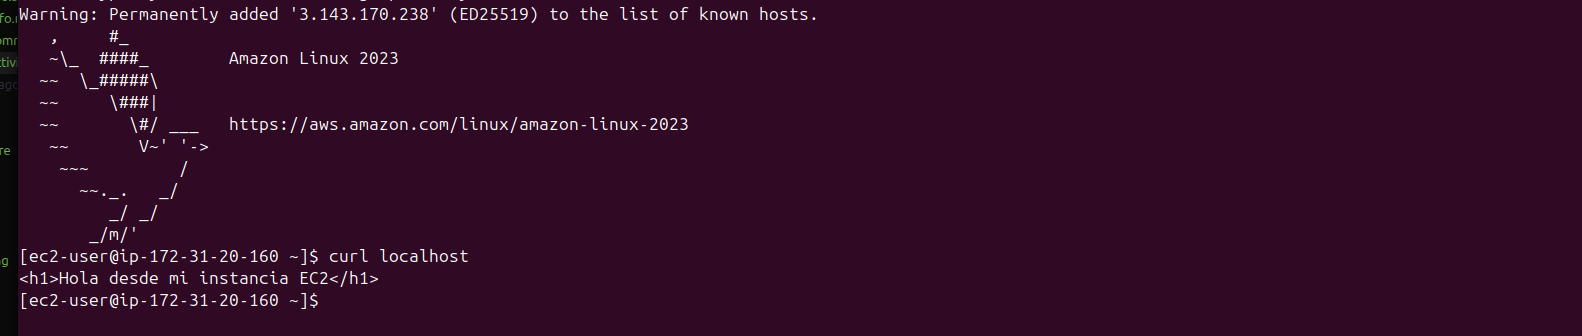 Warning: Permanently added '3.143.170.238' (ED25519) to the list of known hosts.
   ,     #_
   ~\_  ####_        Amazon Linux 2023
  ~~  \_#####\
  ~~     \###|
  ~~       \#/ ___   https://aws.amazon.com/linux/amazon-linux-2023
   ~~       V~' '->
    ~~~         /
      ~~._.   _/
         _/ _/
       _/m/'
[ec2-user@ip-172-31-20-160 ~]$ curl localhost
<h1>Hola desde mi instancia EC2</h1>
[ec2-user@ip-172-31-20-160 ~]$